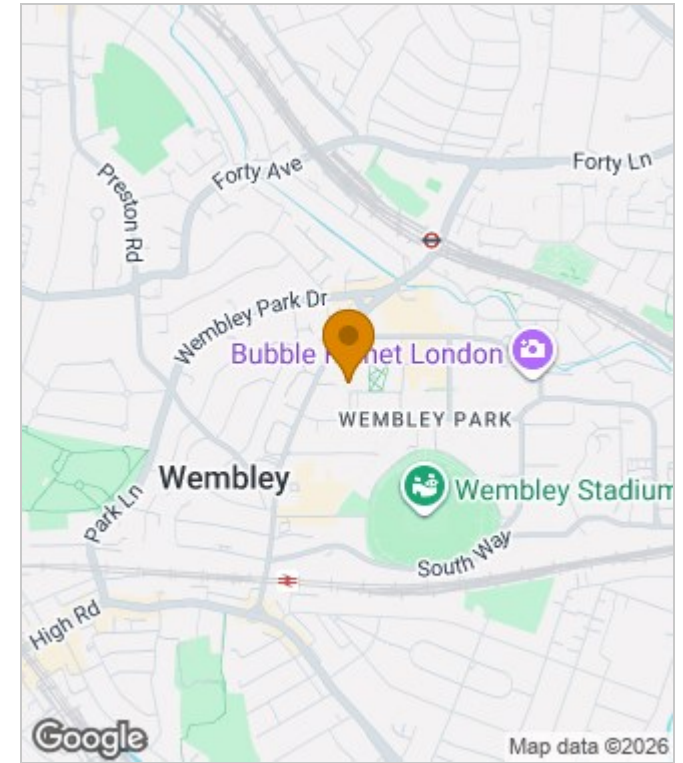 Forty Ln
Forty Ave
Preston Rd
Wembley Park Dr
Bubble Planet London
WEMBLEY PARK
Wembley
Wembley Stadium
Park Ln
South Way
High Rd
Google
Map data ©2026